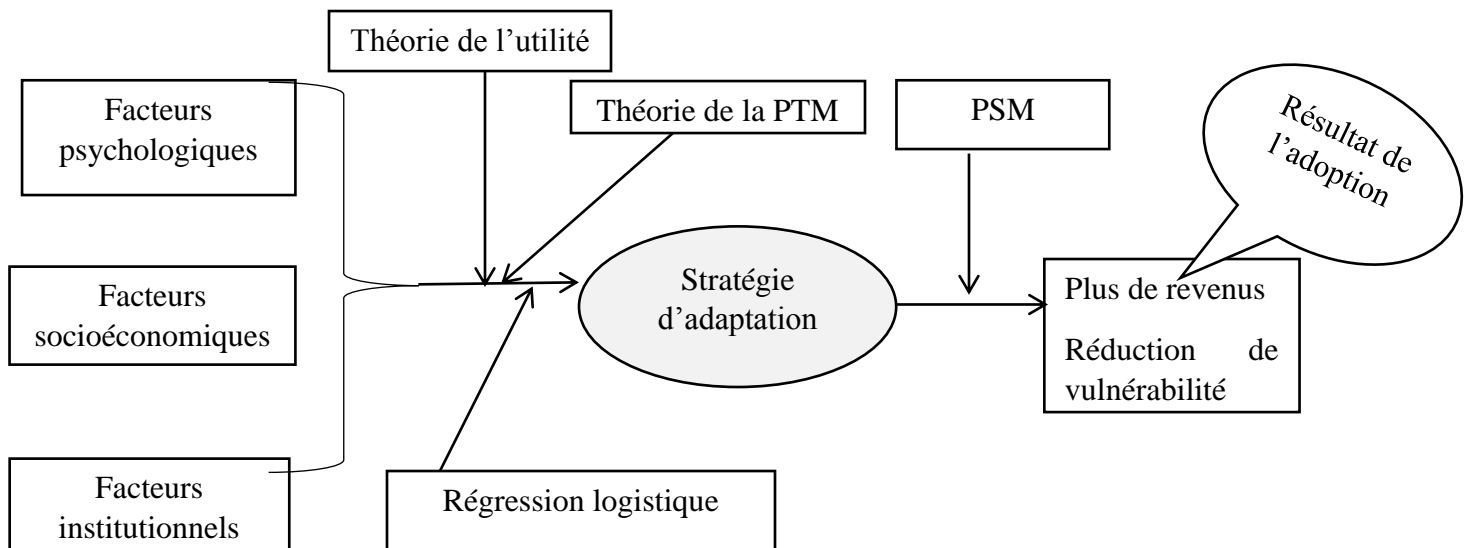 Théorie de l’utilité
Facteurs
psychologiques
Théorie de la PTM
PSM
Résultat de
l’adoption
Facteurs
socioéconomiques
Stratégie
d’adaptation
Plus de revenus
Réduction de
vulnérabilité
Facteurs
institutionnels
Régression logistique